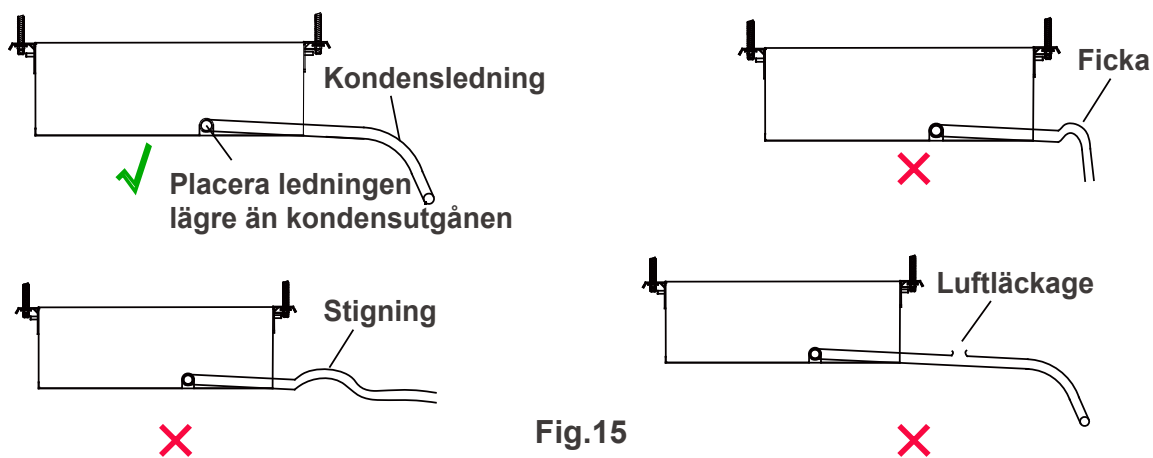 Kondensledning
Placera ledningen
lägre än kondensutgånen
Ficka
Stigning
Luftläckage
Fig.15